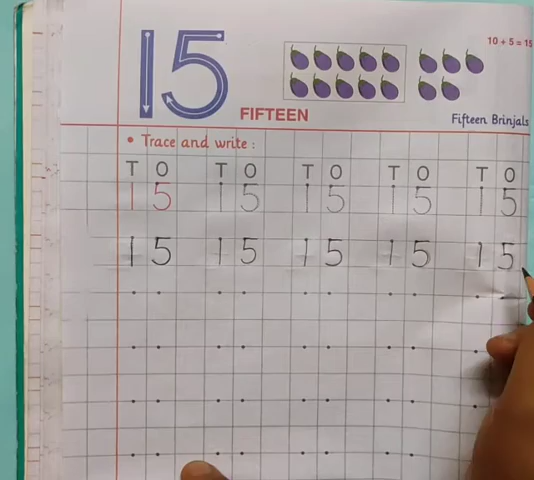 15
10 + 5 = 15
FIFTEEN
Fifteen Brinjals
• Trace and write :
T O T O T O T O T O
15 15 15 15 15
15 15 15 15 15